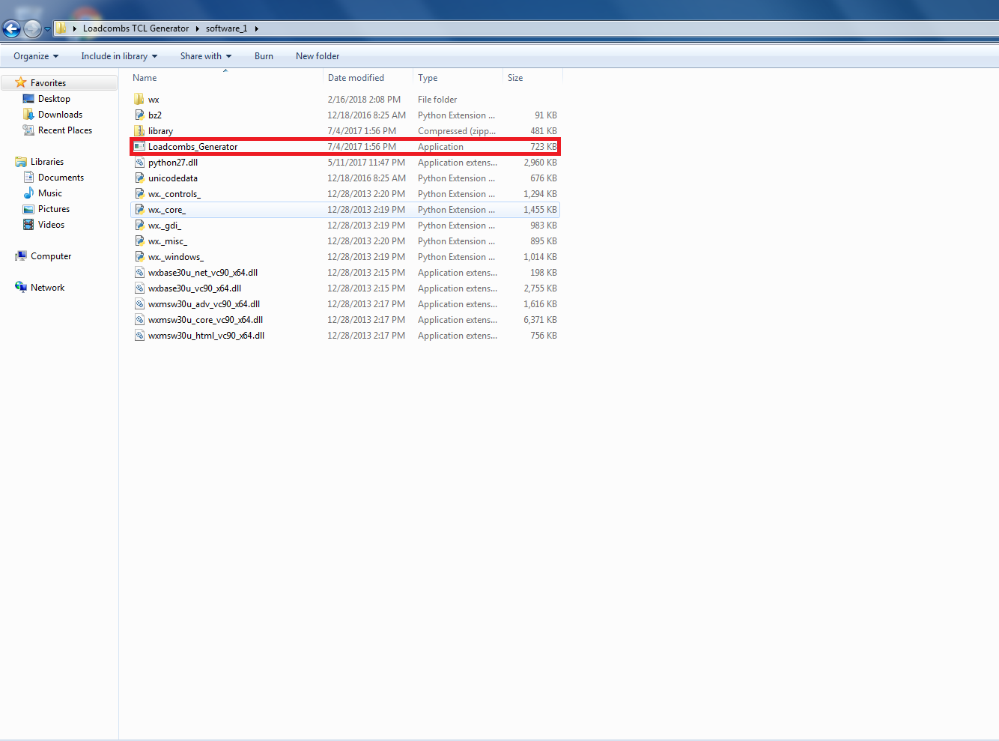 Loadcombs TCL Generator software_1
Organize Include in library Share with Burn New folder
Name Date modified Type Size
Favorites
Desktop
Downloads
Recent Places
Libraries
Documents
Music
Pictures
Videos
Computer
Network
wx 2/16/2018 2:08 PM File folder
bz2 12/18/2016 8:25 AM Python Extension ... 91 KB
library 7/4/2017 1:56 PM Compressed (zipp... 481 KB
Loadcombs_Generator 7/4/2017 1:56 PM Application 723 KB
python27.dll 5/11/2017 11:47 PM Application extens... 2,960 KB
unicodedata 12/18/2016 8:25 AM Python Extension ... 676 KB
wx._controls_ 12/28/2013 2:20 PM Python Extension ... 1,294 KB
wx._core_ 12/28/2013 2:19 PM Python Extension ... 1,455 KB
wx._gdi_ 12/28/2013 2:19 PM Python Extension ... 983 KB
wx._misc_ 12/28/2013 2:20 PM Python Extension ... 895 KB
wx._windows_ 12/28/2013 2:19 PM Python Extension ... 1,014 KB
wxbase30u_net_vc90_x64.dll 12/28/2013 2:15 PM Application extens... 198 KB
wxbase30u_vc90_x64.dll 12/28/2013 2:15 PM Application extens... 2,755 KB
wxmsw30u_adv_vc90_x64.dll 12/28/2013 2:17 PM Application extens... 1,616 KB
wxmsw30u_core_vc90_x64.dll 12/28/2013 2:17 PM Application extens... 6,371 KB
wxmsw30u_html_vc90_x64.dll 12/28/2013 2:17 PM Application extens... 756 KB